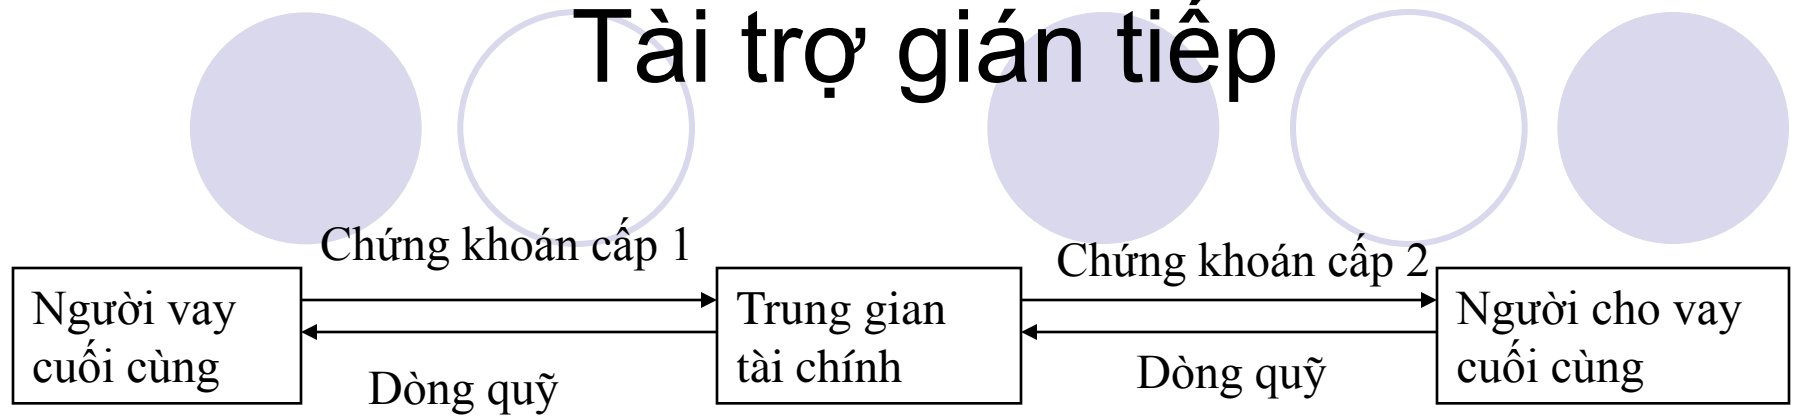 Tài trợ gián tiếp
Chứng khoán cấp 1
Chứng khoán cấp 2
Người vay
cuối cùng
Trung gian
tài chính
Người cho vay
cuối cùng
Dòng quỹ
Dòng quỹ